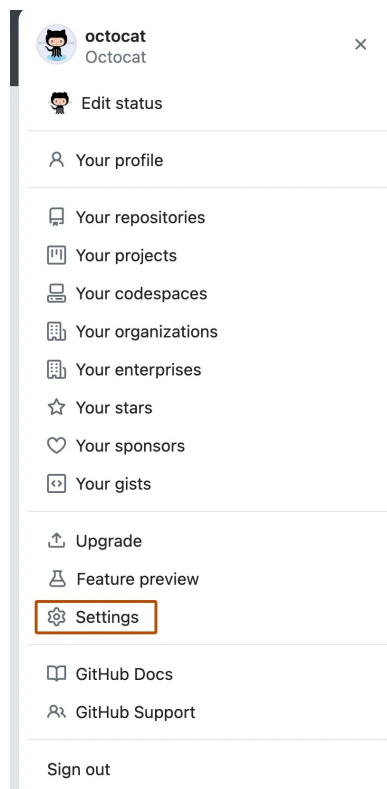 octocat
Octocat
Edit status
Your profile
Your repositories
Your projects
Your codespaces
Your organizations
Your enterprises
Your stars
Your sponsors
Your gists
Upgrade
Feature preview
Settings
GitHub Docs
GitHub Support
Sign out